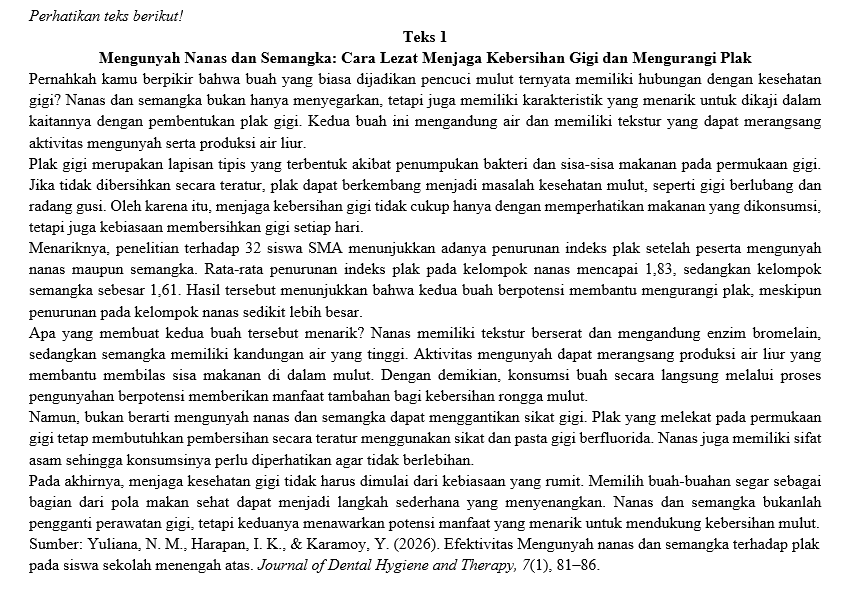 Perhatikan teks berikut!
Teks 1
Mengunyah Nanas dan Semangka: Cara Lezat Menjaga Kebersihan Gigi dan Mengurangi Plak
Pernahkah kamu berpikir bahwa buah yang biasa dijadikan pencuci mulut ternyata memiliki hubungan dengan kesehatan
gigi? Nanas dan semangka bukan hanya menyegarkan, tetapi juga memiliki karakteristik yang menarik untuk dikaji dalam
kaitannya dengan pembentukan plak gigi. Kedua buah ini mengandung air dan memiliki tekstur yang dapat merangsang
aktivitas mengunyah serta produksi air liur.
Plak gigi merupakan lapisan tipis yang terbentuk akibat penumpukan bakteri dan sisa-sisa makanan pada permukaan gigi.
Jika tidak dibersihkan secara teratur, plak dapat berkembang menjadi masalah kesehatan mulut, seperti gigi berlubang dan
radang gusi. Oleh karena itu, menjaga kebersihan gigi tidak cukup hanya dengan memperhatikan makanan yang dikonsumsi,
tetapi juga kebiasaan membersihkan gigi setiap hari.
Menariknya, penelitian terhadap 32 siswa SMA menunjukkan adanya penurunan indeks plak setelah peserta mengunyah
nanas maupun semangka. Rata-rata penurunan indeks plak pada kelompok nanas mencapai 1,83, sedangkan kelompok
semangka sebesar 1,61. Hasil tersebut menunjukkan bahwa kedua buah berpotensi membantu mengurangi plak, meskipun
penurunan pada kelompok nanas sedikit lebih besar.
Apa yang membuat kedua buah tersebut menarik? Nanas memiliki tekstur berserat dan mengandung enzim bromelain,
sedangkan semangka memiliki kandungan air yang tinggi. Aktivitas mengunyah dapat merangsang produksi air liur yang
membantu membilas sisa makanan di dalam mulut. Dengan demikian, konsumsi buah secara langsung melalui proses
pengunyahan berpotensi memberikan manfaat tambahan bagi kebersihan rongga mulut.
Namun, bukan berarti mengunyah nanas dan semangka dapat menggantikan sikat gigi. Plak yang melekat pada permukaan
gigi tetap membutuhkan pembersihan secara teratur menggunakan sikat dan pasta gigi berfluorida. Nanas juga memiliki sifat
asam sehingga konsumsinya perlu diperhatikan agar tidak berlebihan.
Pada akhirnya, menjaga kesehatan gigi tidak harus dimulai dari kebiasaan yang rumit. Memilih buah-buahan segar sebagai
bagian dari pola makan sehat dapat menjadi langkah sederhana yang menyenangkan. Nanas dan semangka bukanlah
pengganti perawatan gigi, tetapi keduanya menawarkan potensi manfaat yang menarik untuk mendukung kebersihan mulut.
Sumber: Yuliana, N. M., Harapan, I. K., & Karamoy, Y. (2026). Efektivitas Mengunyah nanas dan semangka terhadap plak
pada siswa sekolah menengah atas. Journal of Dental Hygiene and Therapy, 7(1), 81–86.